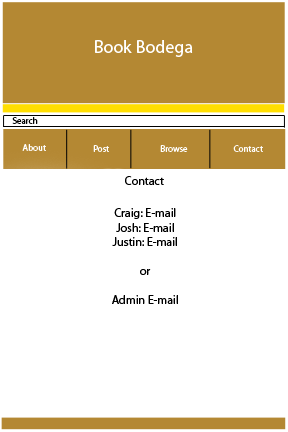 Book Bodega
Search
About Post Browse Contact
Contact
Craig: E-mail
Josh: E-mail
Justin: E-mail
or
Admin E-mail